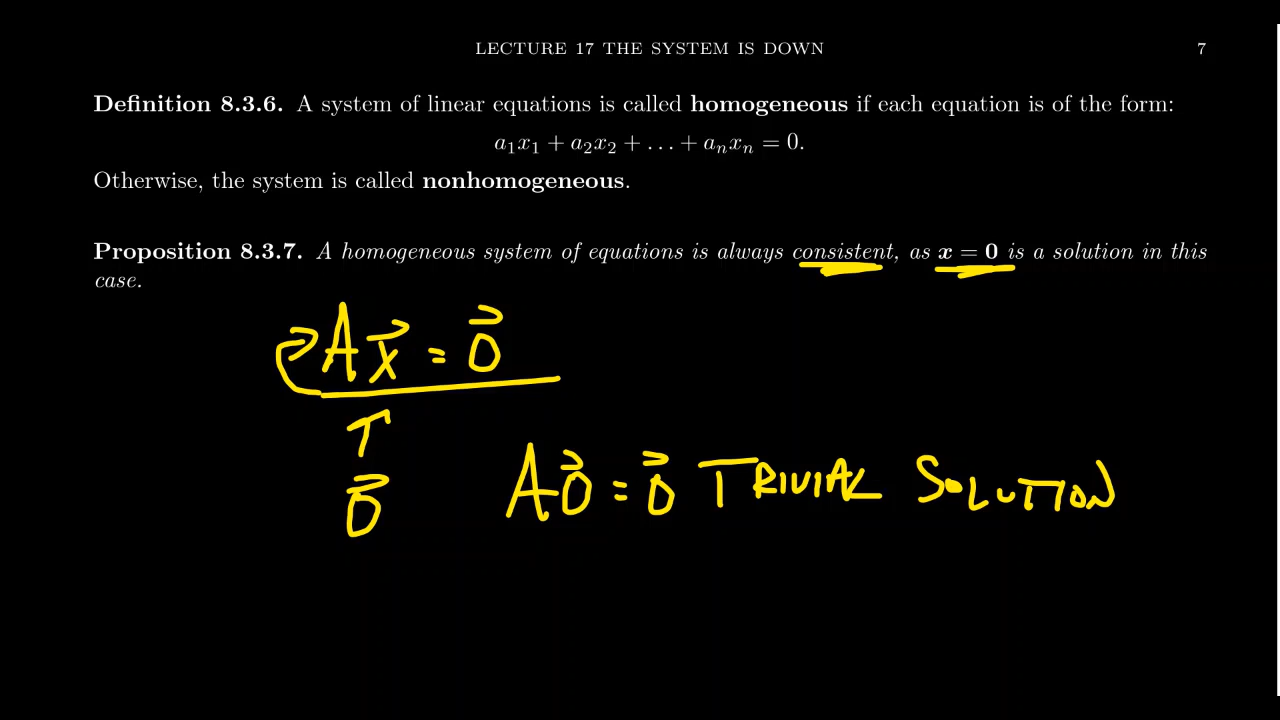 LECTURE 17 THE SYSTEM IS DOWN 7
Definition 8.3.6. A system of linear equations is called homogeneous if each equation is of the form:
a₁x₁ + a₂x₂ + … + aₙxₙ = 0.
Otherwise, the system is called nonhomogeneous.
Proposition 8.3.7. A homogeneous system of equations is always consistent, as x = 0 is a solution in this
case.
Ax⃗ = 0⃗
0⃗
A0⃗ = 0⃗ TRIVIAL SOLUTION